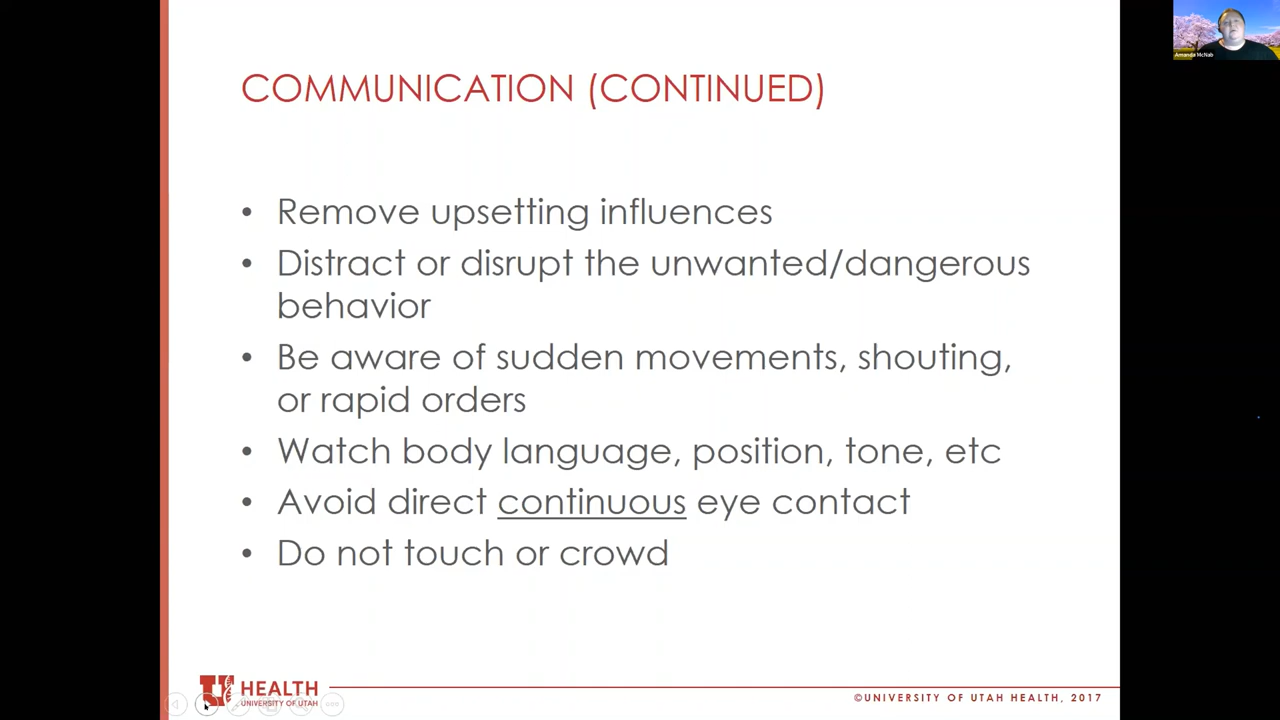 Amanda McNab
COMMUNICATION (CONTINUED)
• Remove upsetting influences
• Distract or disrupt the unwanted/dangerous
behavior
• Be aware of sudden movements, shouting,
or rapid orders
• Watch body language, position, tone, etc
• Avoid direct continuous eye contact
• Do not touch or crowd
U HEALTH
UNIVERSITY OF UTAH
©UNIVERSITY OF UTAH HEALTH, 2017